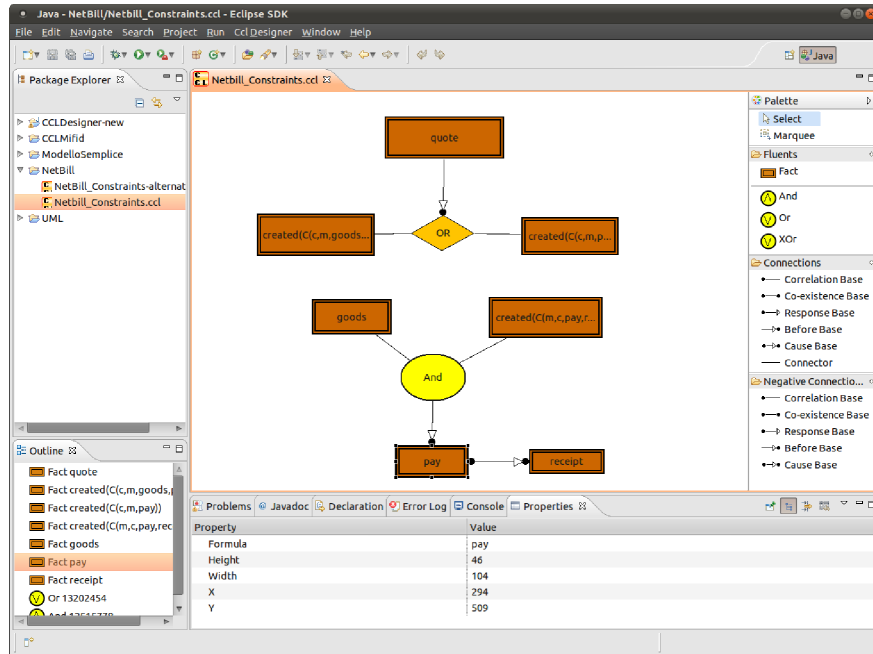 Java - NetBill/Netbill_Constraints.ccl - Eclipse SDK
File Edit Navigate Search Project Run Ccl Designer Window Help
Java
Package Explorer
CCLDesigner-new
CCLMifid
ModelloSemplice
NetBill
NetBill_Constraints-alternat
Netbill_Constraints.ccl
UML
Netbill_Constraints.ccl
quote
created(C(c,m,goods...
OR
created(C(c,m,p...
goods
created(C(m,c,pay,r...
And
pay
receipt
Palette
Select
Marquee
Fluents
Fact
And
Or
XOr
Connections
Correlation Base
Co-existence Base
Response Base
Before Base
Cause Base
Connector
Negative Connectio...
Correlation Base
Co-existence Base
Response Base
Before Base
Cause Base
Outline
Fact quote
Fact created(C(c,m,goods,p
Fact created(C(c,m,pay))
Fact created(C(m,c,pay,rec
Fact goods
Fact pay
Fact receipt
Or 13202454
And
Problems @ Javadoc Declaration Error Log Console Properties
Property Value
Formula pay
Height 46
Width 104
X 294
Y 509